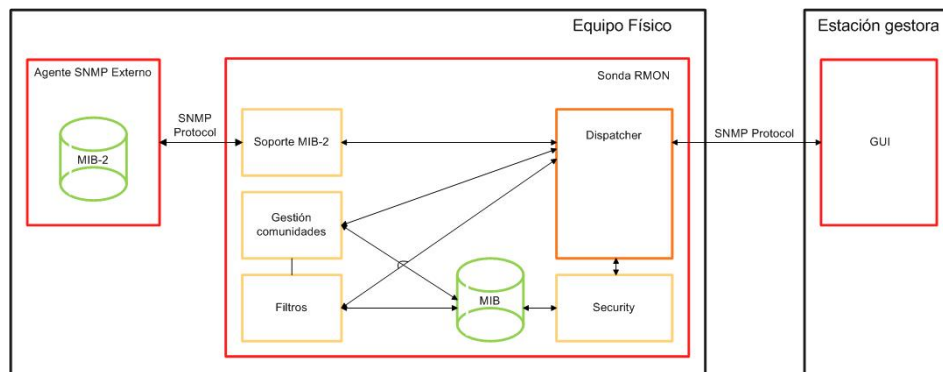 Equipo Físico
Estación gestora
Agente SNMP Externo
Sonda RMON
SNMP
Protocol
MIB-2
Soporte MIB-2
Dispatcher
SNMP Protocol
GUI
Gestión
comunidades
Filtros
MIB
Security